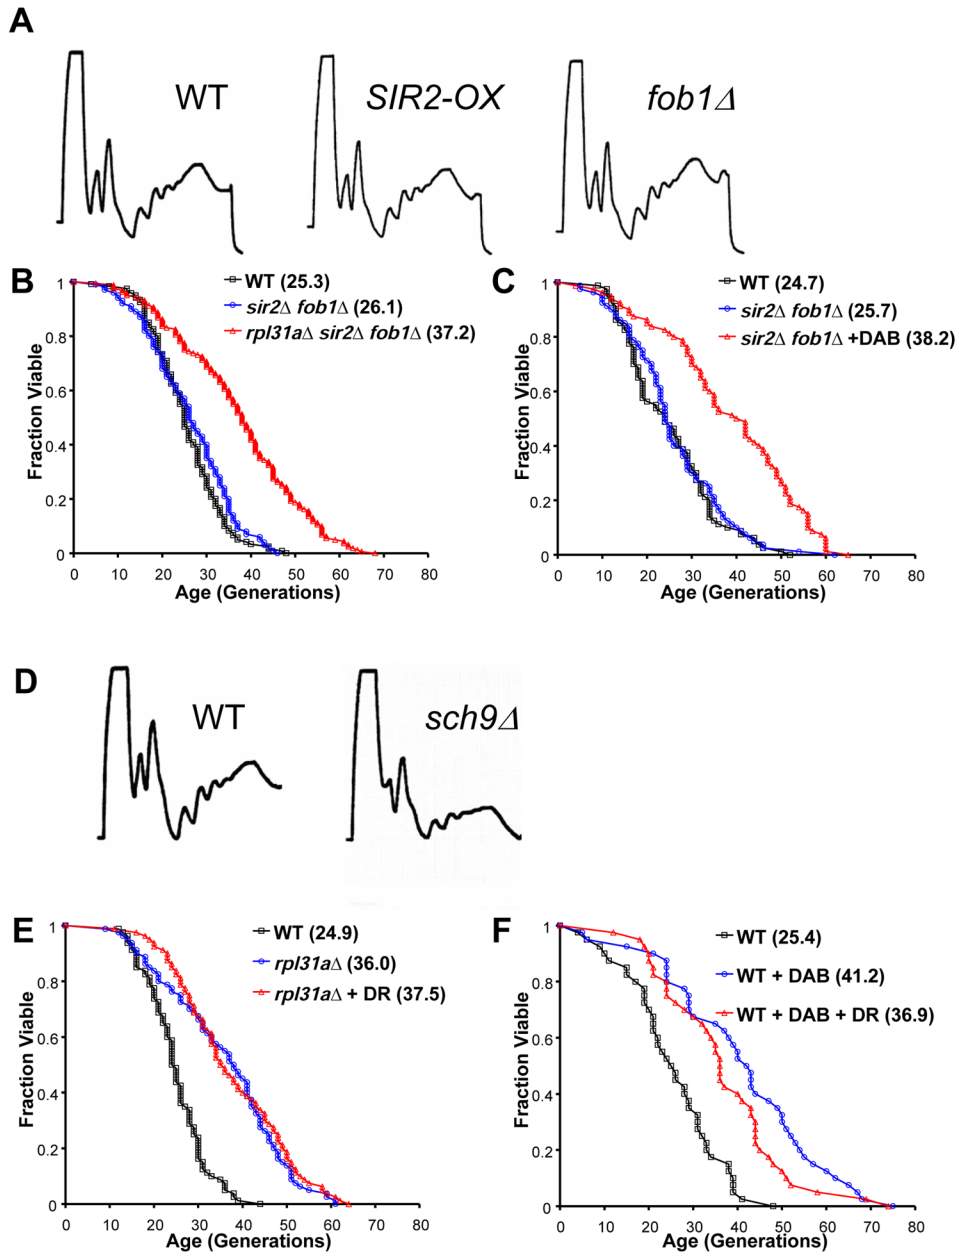 A
WT
SIR2-OX
fob1Δ
B
WT (25.3)
sir2Δ fob1Δ (26.1)
rpl31aΔ sir2Δ fob1Δ (37.2)
Fraction Viable
1
0.8
0.6
0.4
0.2
0
0 10 20 30 40 50 60 70 80
Age (Generations)
C
WT (24.7)
sir2Δ fob1Δ (25.7)
sir2Δ fob1Δ +DAB (38.2)
Fraction Viable
1
0.8
0.6
0.4
0.2
0
0 10 20 30 40 50 60 70 80
Age (Generations)
D
WT
sch9Δ
E
WT (24.9)
rpl31aΔ (36.0)
rpl31aΔ + DR (37.5)
Fraction Viable
1
0.8
0.6
0.4
0.2
0
0 10 20 30 40 50 60 70 80
Age (Generations)
F
WT (25.4)
WT + DAB (41.2)
WT + DAB + DR (36.9)
Fraction Viable
1
0.8
0.6
0.4
0.2
0
0 10 20 30 40 50 60 70 80
Age (Generations)